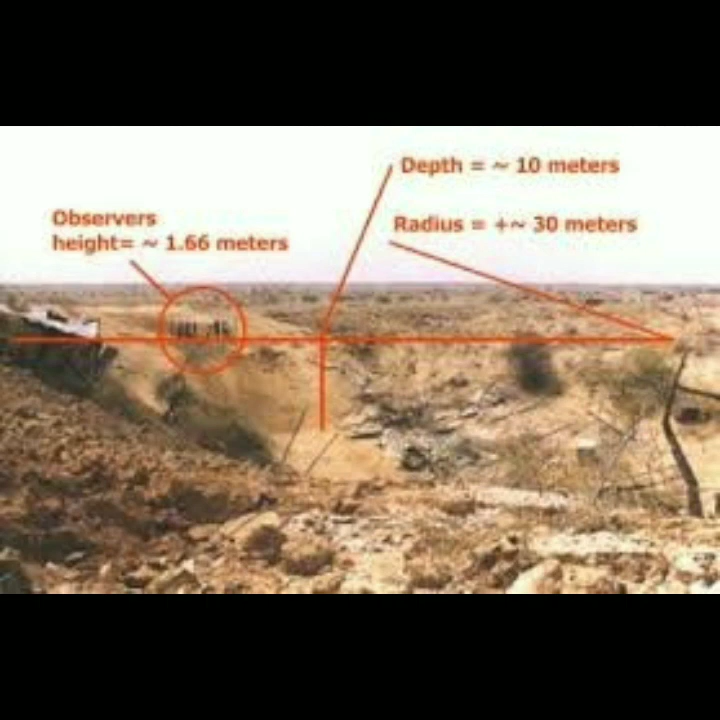 Depth = ~ 10 meters
Observers
height= ~ 1.66 meters
Radius = +~ 30 meters